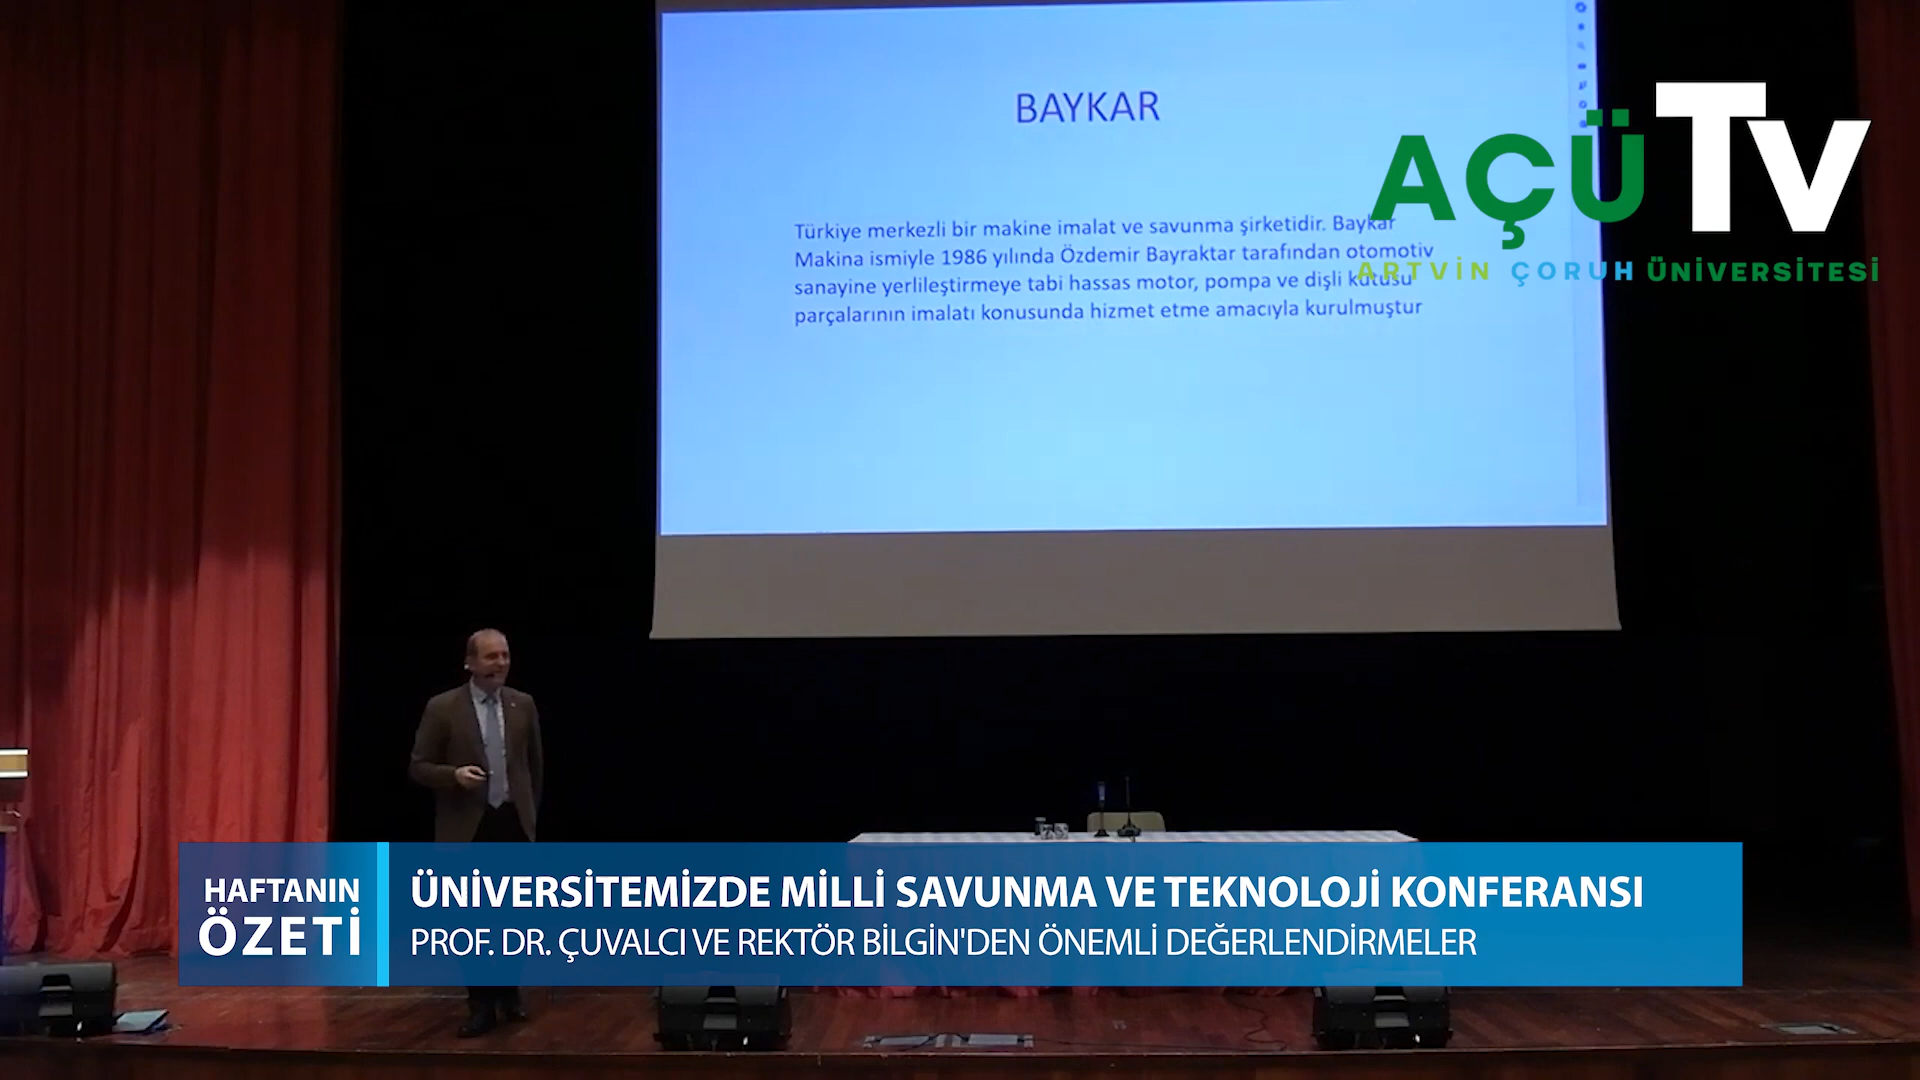 BAYKAR
Türkiye merkezli bir makine imalat ve savunma şirketidir. Baykar
Makina ismiyle 1986 yılında Özdemir Bayraktar tarafından otomotiv
sanayine yerlileştirmeye tabi hassas motor, pompa ve dişli kutusu
parçalarının imalatı konusunda hizmet etme amacıyla kurulmuştur
AÇÜ TV
ARTVİN ÇORUH ÜNİVERSİTESİ
HAFTANIN
ÖZETİ
ÜNİVERSİTEMİZDE MİLLİ SAVUNMA VE TEKNOLOJİ KONFERANSI
PROF. DR. ÇUVALCI VE REKTÖR BİLGİN'DEN ÖNEMLİ DEĞERLENDİRMELER